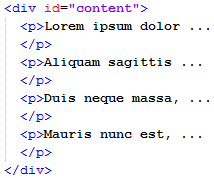 <div id="content">
<p>Lorem ipsum dolor ...
</p>
<p>Aliquam sagittis ...
</p>
<p>Duis neque massa, ...
</p>
<p>Mauris nunc est, ...
</p>
</div>